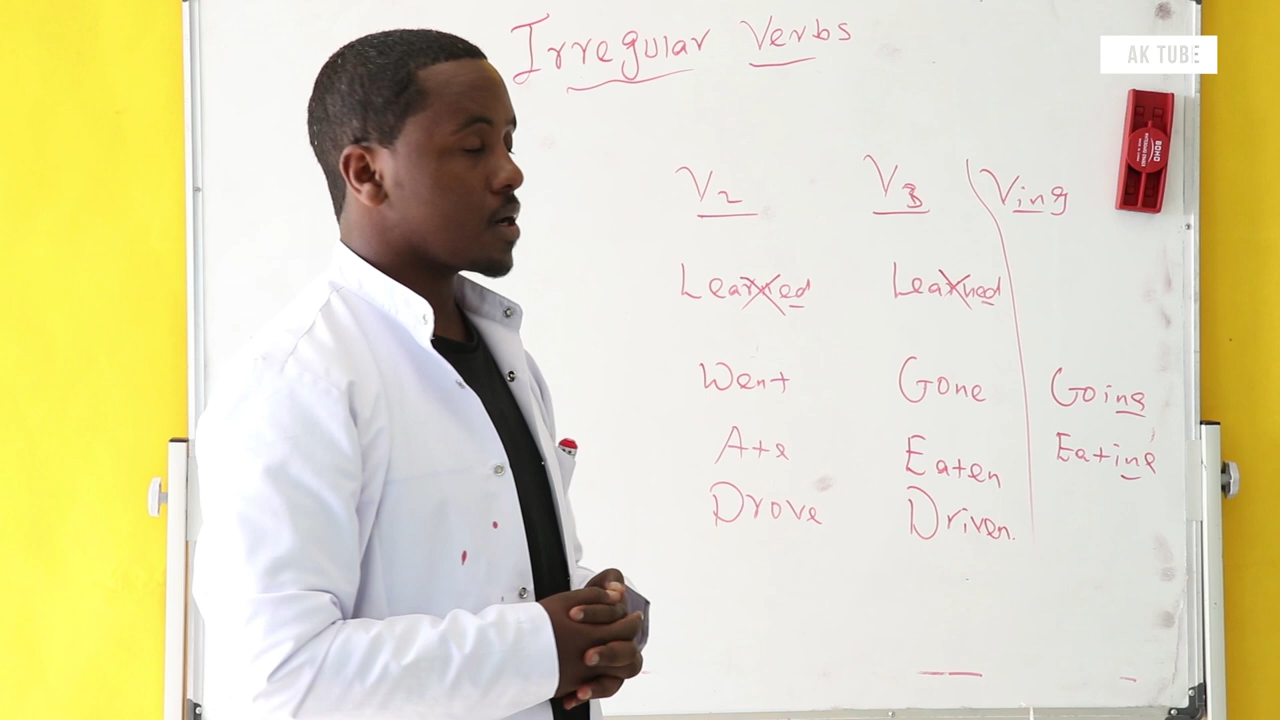 Irregular Verbs
AK TUBE
V2 V3 Ving
Learned Learned
Went Gone Going
Ate Eaten Eating
Drove Driven.